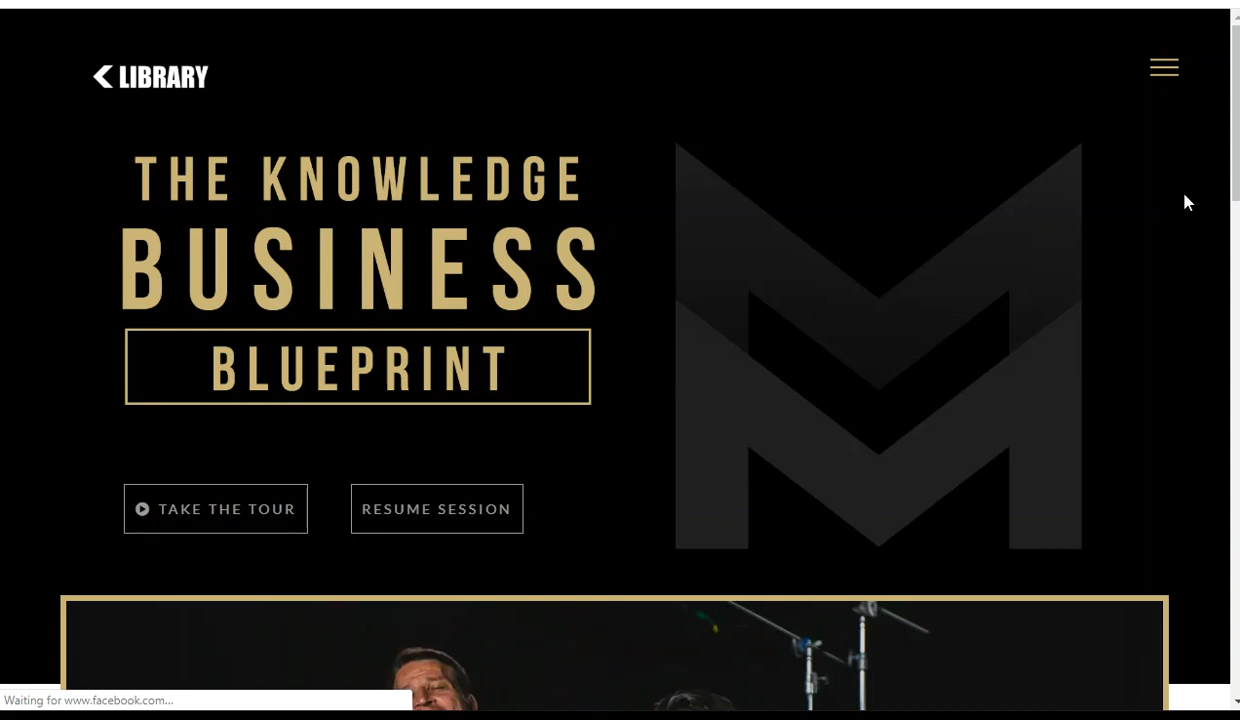 LIBRARY
THE KNOWLEDGE
BUSINESS
BLUEPRINT
TAKE THE TOUR
RESUME SESSION
Waiting for www.facebook.com...